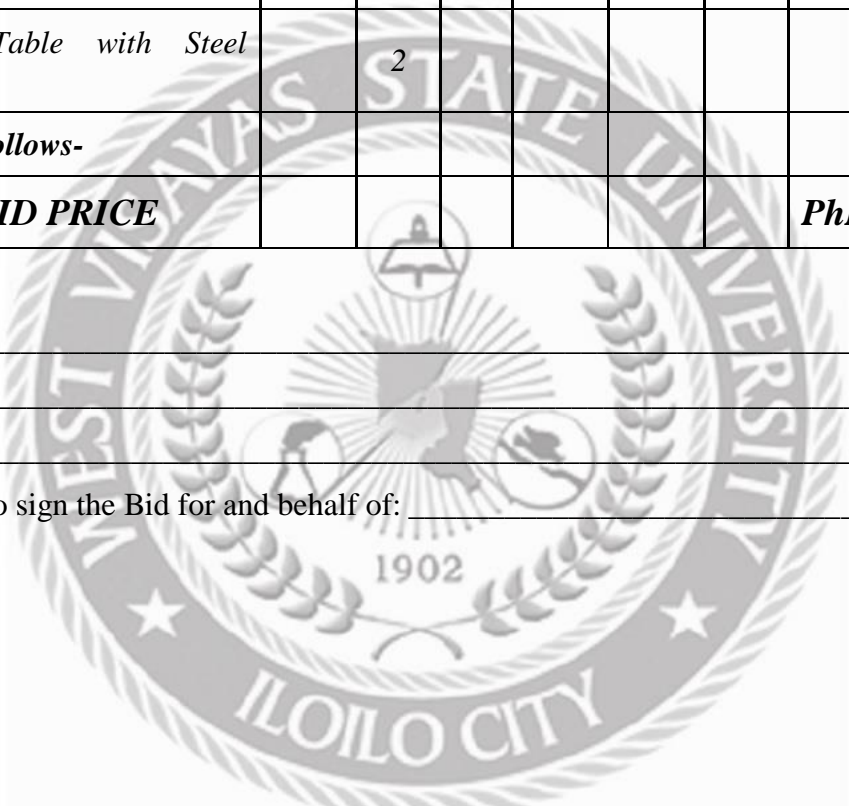 Table with Steel
2
ollows-
ID PRICE
Ph
o sign the Bid for and behalf of:
WEST VISAYAS STATE UNIVERSITY
1902
ILOILO CITY